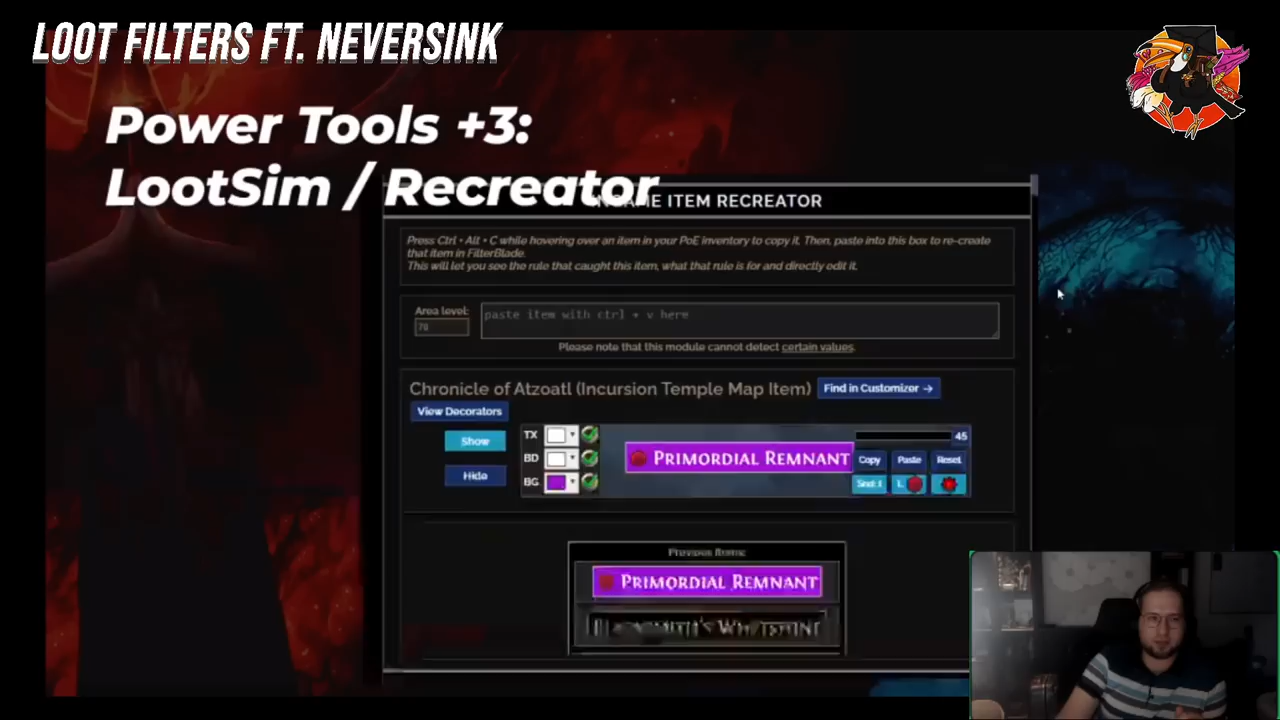 LOOT FILTERS FT. NEVERSINK
Power Tools +3:
LootSim / Recreator
ITEM RECREATOR
Press Ctrl + Alt + C while hovering over an item in your PoE inventory to copy it. Then, paste into this box to re-create
that item in FilterBlade.
This will let you see the rule that caught this item, what that rule is for and directly edit it.
Area level:
78
paste item with ctrl + v here
Please note that this module cannot detect certain values.
Chronicle of Atzoatl (Incursion Temple Map Item)
Find in Customizer →
View Decorators
Show
Hide
TX
BD
BG
PRIMORDIAL REMNANT
45
Copy
Paste
Reset
Previous Items:
PRIMORDIAL REMNANT